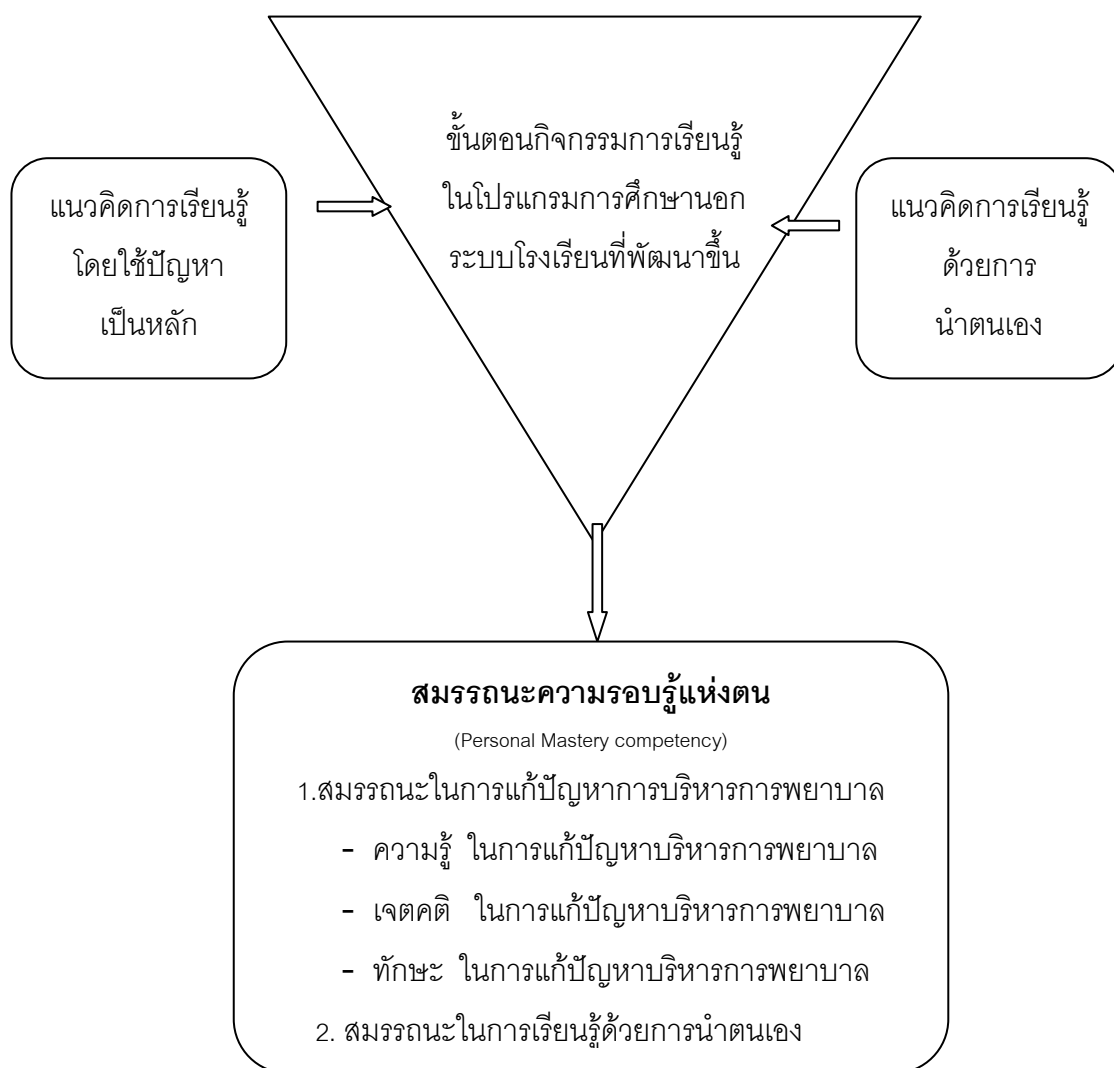 ขั้นตอนกิจกรรมการเรียนรู้
ในโปรแกรมการศึกษานอก
ระบบโรงเรียนที่พัฒนาขึ้น
แนวคิดการเรียนรู้
โดยใช้ปัญหา
เป็นหลัก
แนวคิดการเรียนรู้
ด้วยการ
นำตนเอง
สมรรถนะความรอบรู้แห่งตน
(Personal Mastery competency)
1.สมรรถนะในการแก้ปัญหาการบริหารการพยาบาล
- ความรู้ ในการแก้ปัญหาบริหารการพยาบาล
- เจตคติ ในการแก้ปัญหาบริหารการพยาบาล
- ทักษะ ในการแก้ปัญหาบริหารการพยาบาล
2. สมรรถนะในการเรียนรู้ด้วยการนำตนเอง